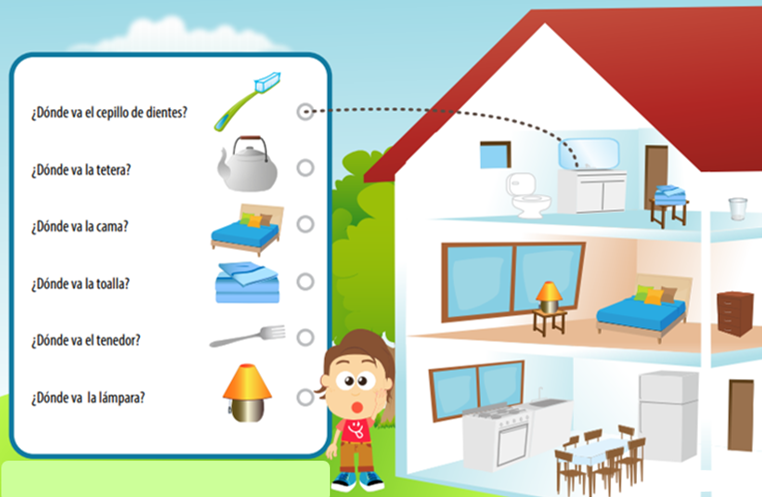 ¿Dónde va el cepillo de dientes?
¿Dónde va la tetera?
¿Dónde va la cama?
¿Dónde va la toalla?
¿Dónde va el tenedor?
¿Dónde va la lámpara?